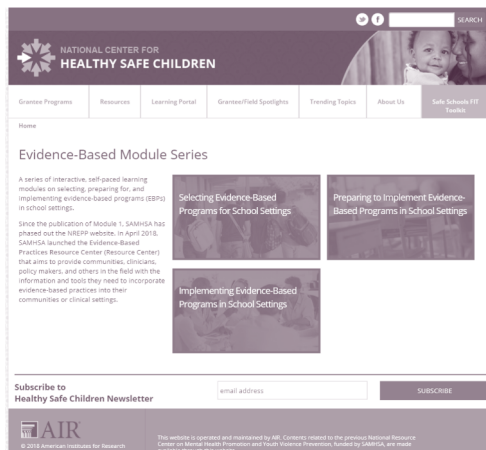 SEARCH
NATIONAL CENTER FOR
HEALTHY SAFE CHILDREN
Grantee Programs
Resources
Learning Portal
Grantee/Field Spotlights
Trending Topics
About Us
Safe Schools FIT
Toolkit
Home
Evidence-Based Module Series
A series of interactive, self-paced learning
modules on selecting, preparing for, and
implementing evidence-based programs (EBPs)
in school settings.
Since the publication of Module 1, SAMHSA has
phased out the NREPP website. In April 2018,
SAMHSA launched the Evidence-Based
Practices Resource Center (Resource Center)
that aims to provide communities, clinicians,
policy makers, and others in the field with the
information and tools they need to incorporate
evidence-based practices into their
communities or clinical settings.
Selecting Evidence-Based
Programs for School Settings
Preparing to Implement Evidence-
Based Programs in School Settings
Implementing Evidence-Based
Programs in School Settings
Subscribe to
Healthy Safe Children Newsletter
email address
SUBSCRIBE
AIR
© 2018 American Institutes for Research
This website is operated and maintained by AIR. Contents related to the previous National Resource
Center on Mental Health Promotion and Youth Violence Prevention, funded by SAMHSA, are made